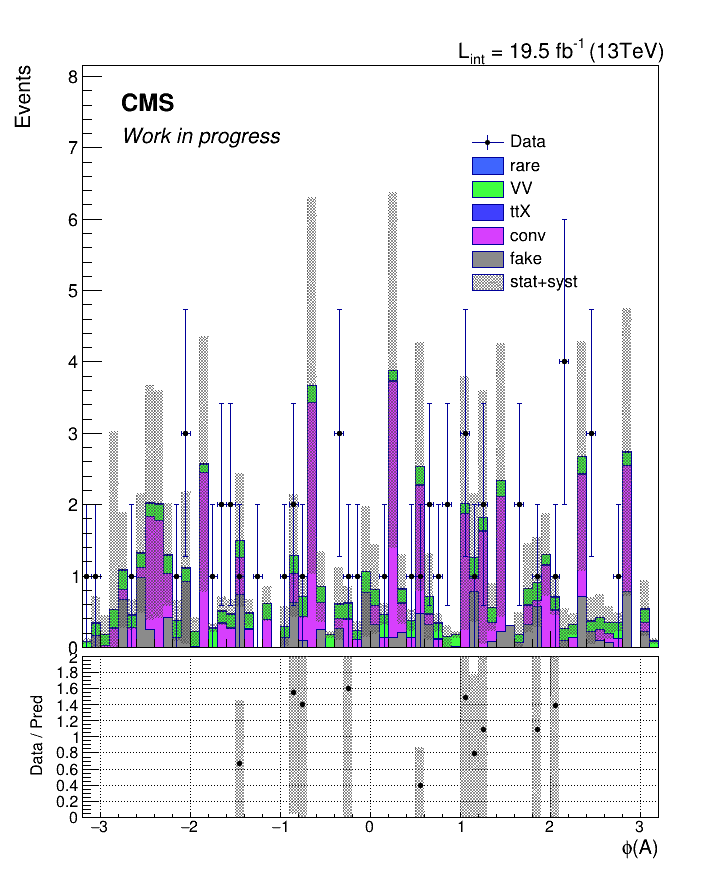 L_int = 19.5 fb^-1 (13TeV)
Events
8
CMS
Work in progress
7
Data
rare
VV
ttX
conv
fake
stat+syst
6
5
4
3
2
1
0
Data / Pred
2
1.8
1.6
1.4
1.2
1
0.8
0.6
0.4
0.2
0
−3 −2 −1 0 1 2 3
ϕ(A)